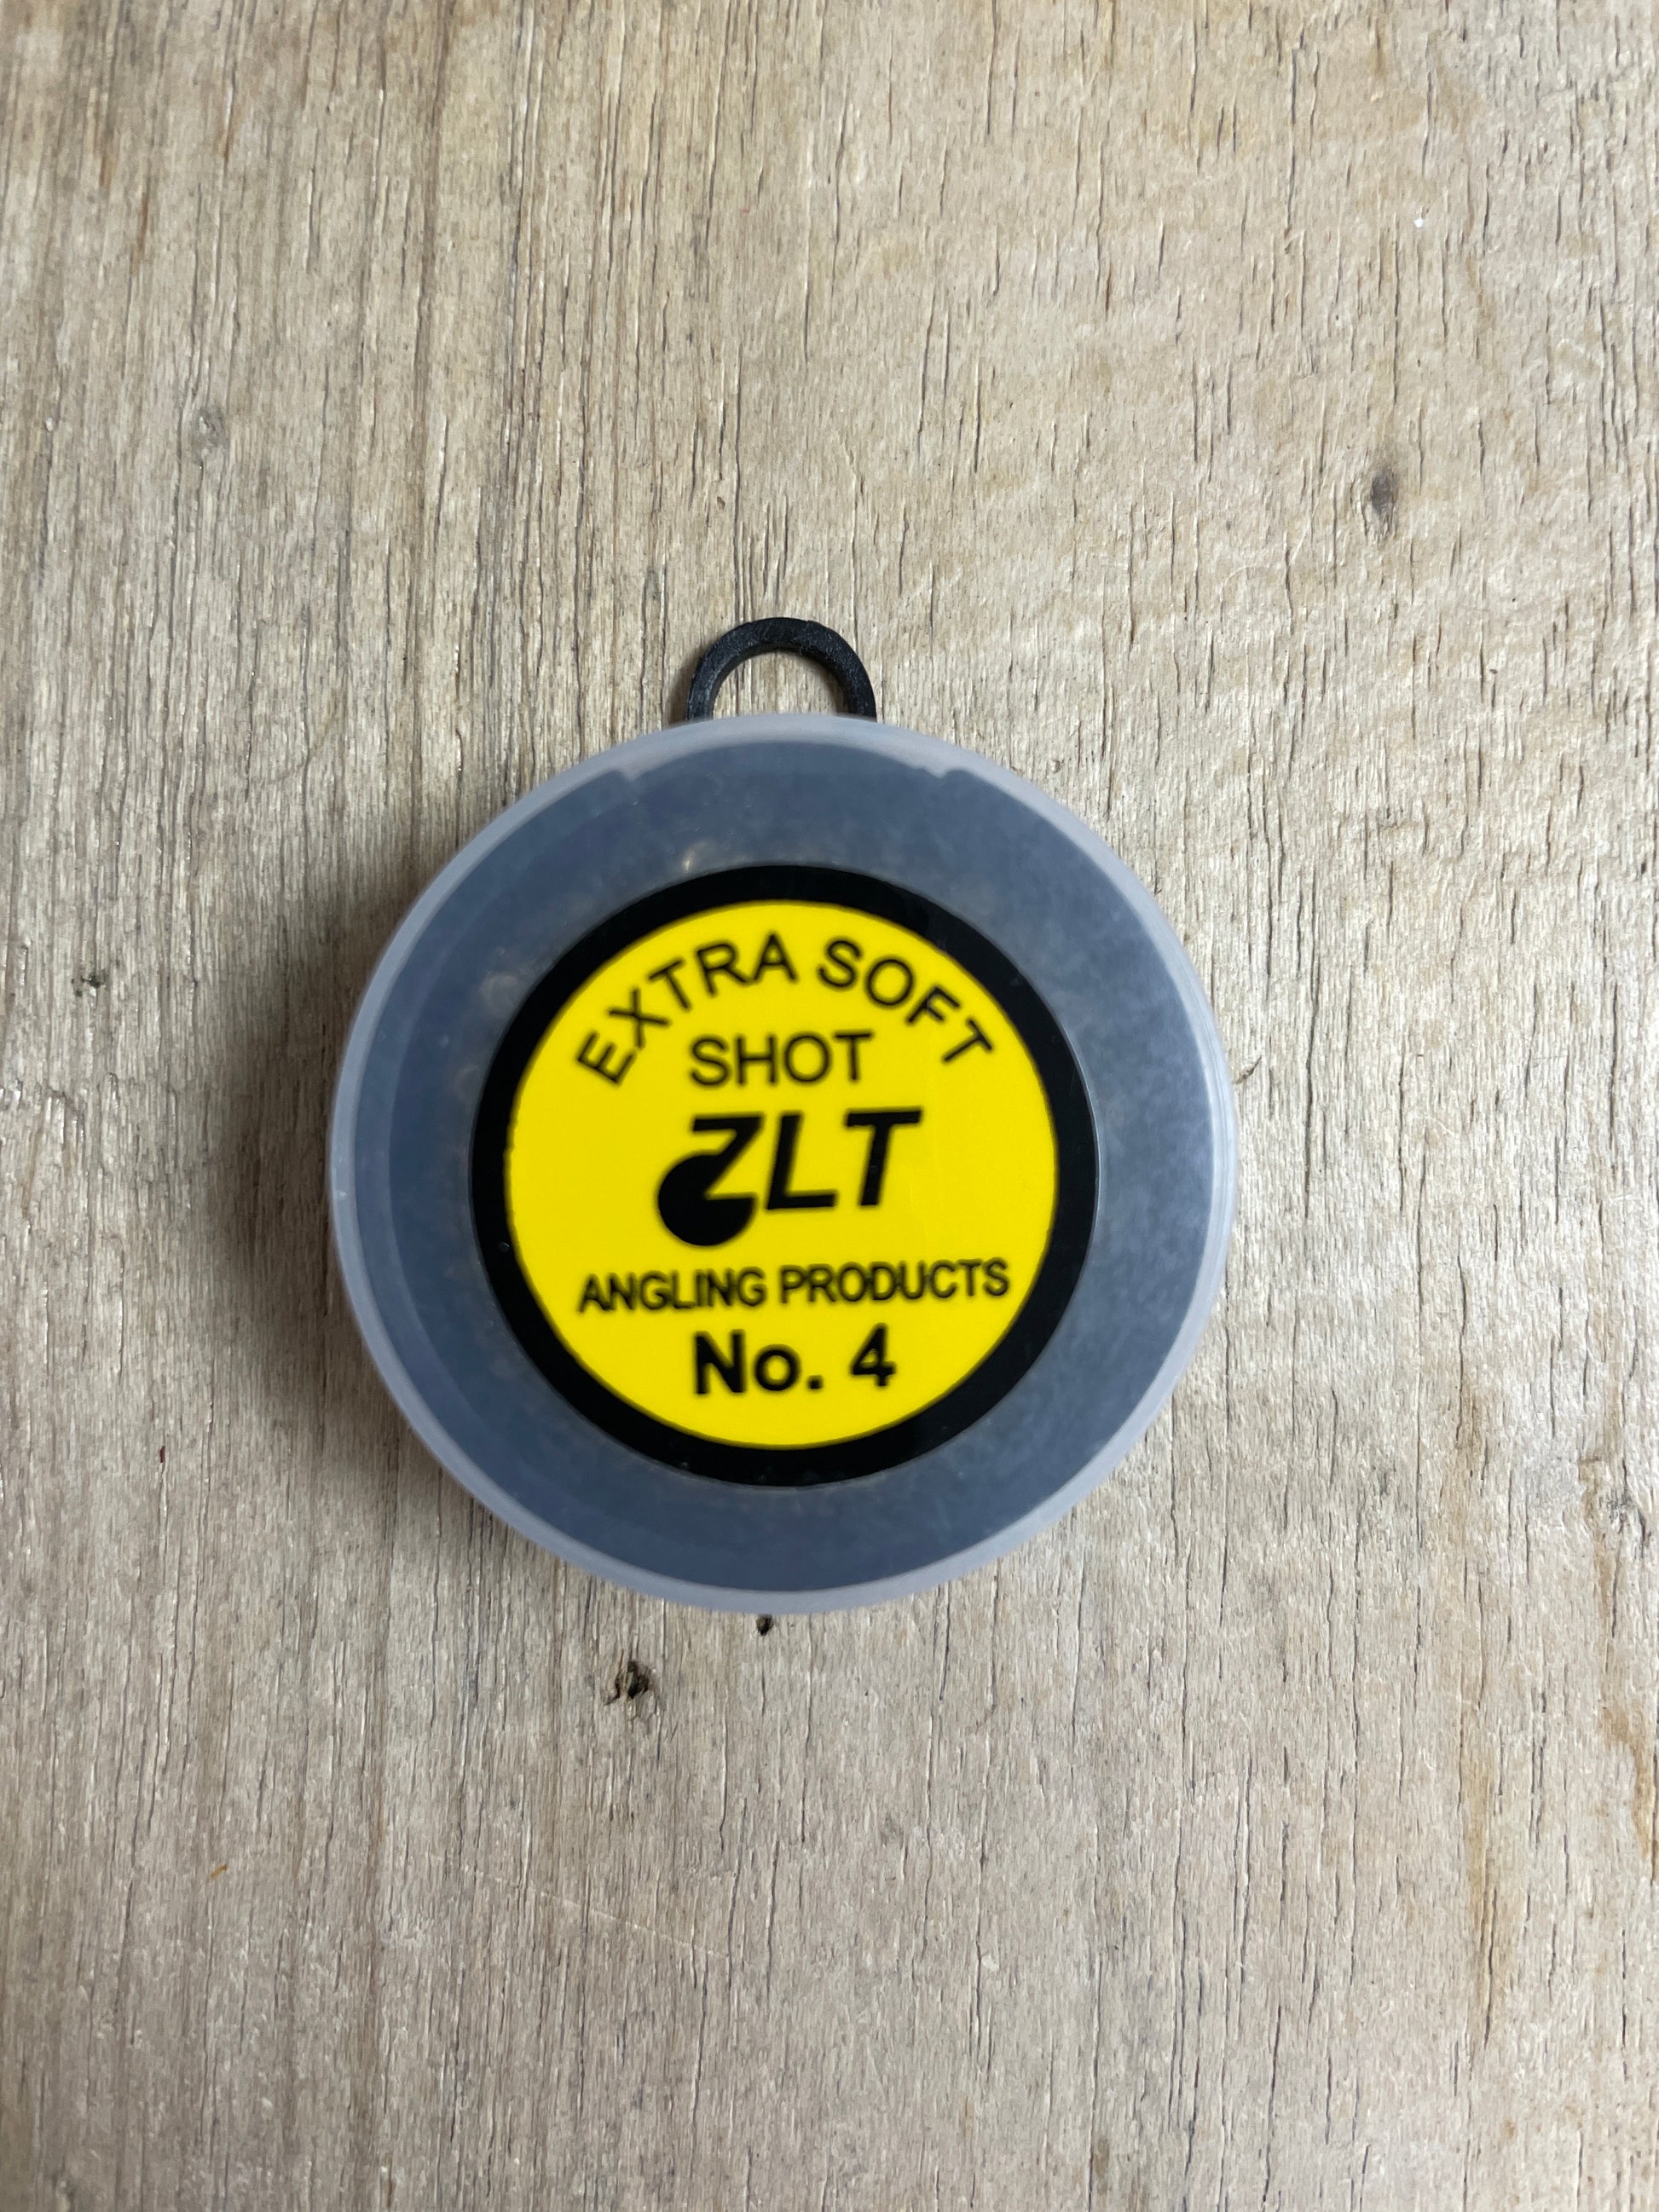 EXTRA SOFT
SHOT
ZLT
ANGLING PRODUCTS
No. 4